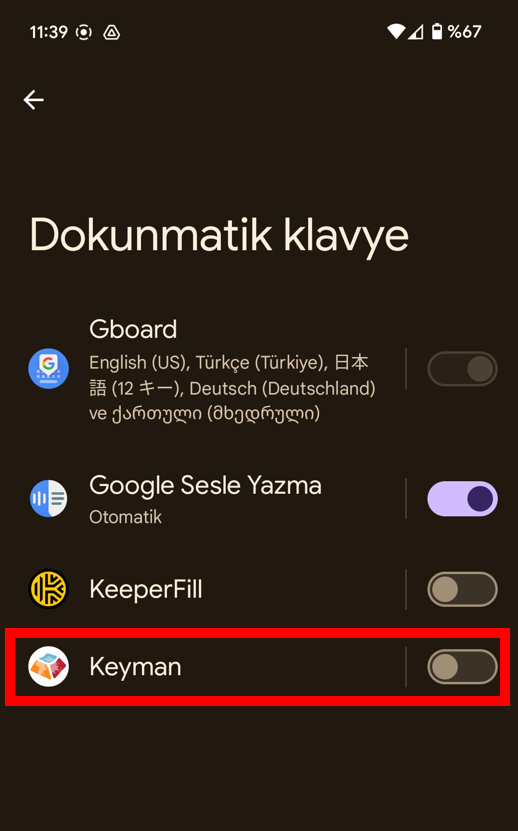 11:39 %67
Dokunmatik klavye
Gboard
English (US), Türkçe (Türkiye), 日本
語 (12 キー), Deutsch (Deutschland)
ve ქართული (მხედრული)
Google Sesle Yazma
Otomatik
KeeperFill
Keyman